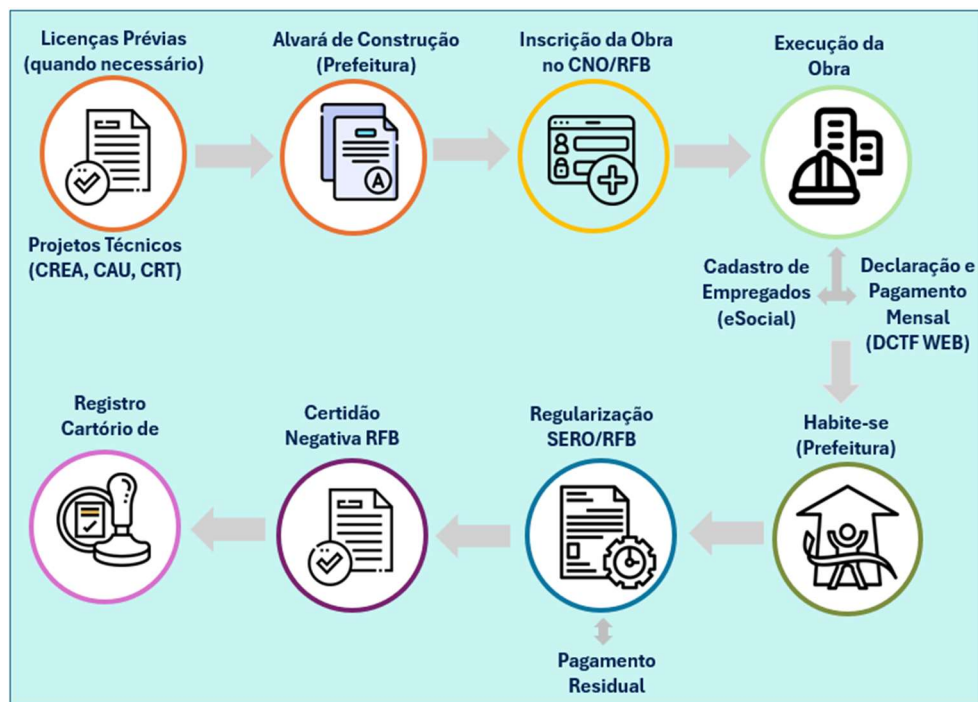 Licenças Prévias
(quando necessário)
Projetos Técnicos
(CREA, CAU, CRT)
Alvará de Construção
(Prefeitura)
A
Inscrição da Obra
no CNO/RFB
Execução da
Obra
Cadastro de
Empregados
(eSocial)
Declaração e
Pagamento
Mensal
(DCTF WEB)
Habite-se
(Prefeitura)
Regularização
SERO/RFB
Pagamento
Residual
Certidão
Negativa RFB
Registro
Cartório de